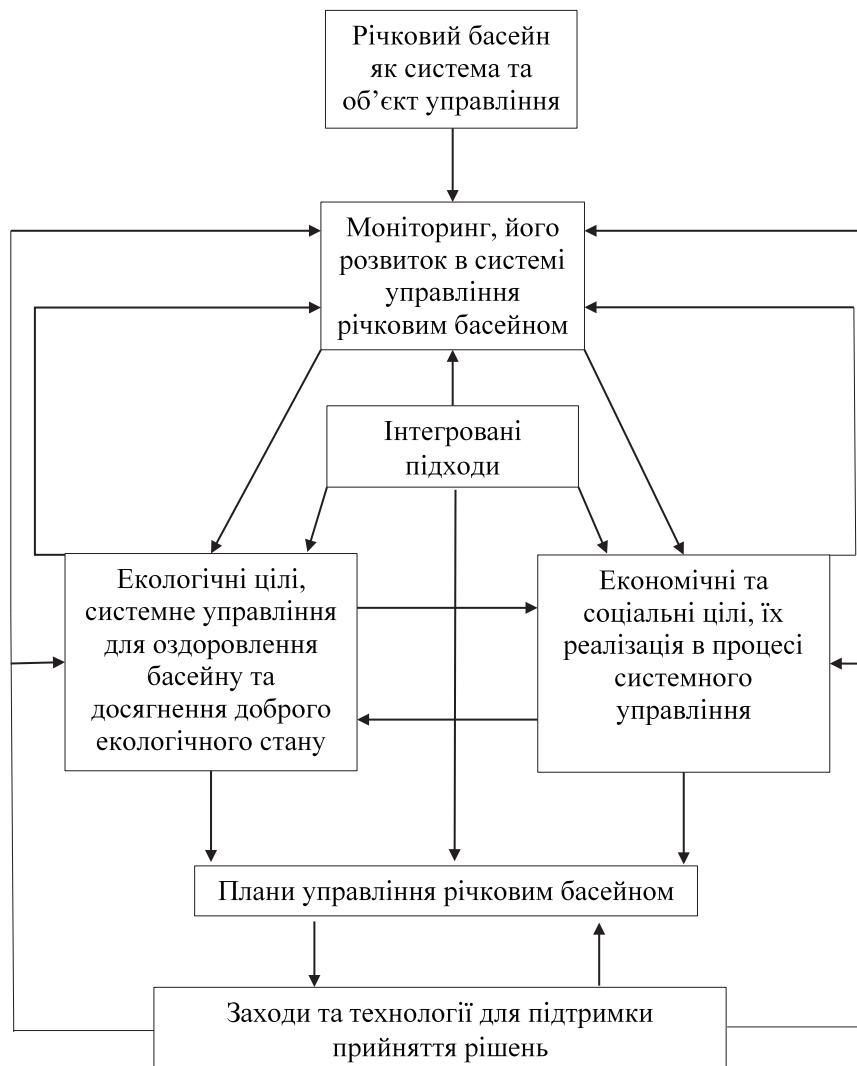 Річковий басейн
як система та
об’єкт управління
Моніторинг, його
розвиток в системі
управління
річковим басейном
Інтегровані
підходи
Екологічні цілі,
системне управління
для оздоровлення
басейну та
досягнення доброго
екологічного стану
Економічні та
соціальні цілі, їх
реалізація в процесі
системного
управління
Плани управління річковим басейном
Заходи та технології для підтримки
прийняття рішень